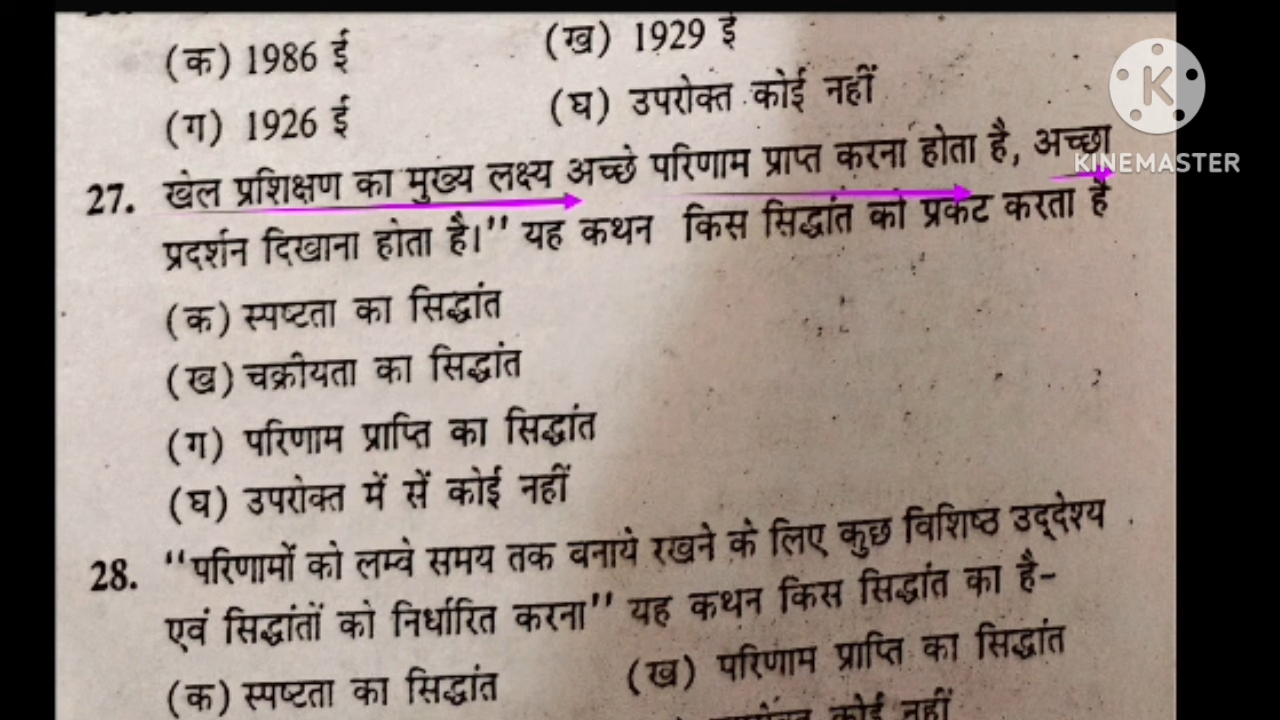 (क) 1986 ई (ख) 1929 ई
(ग) 1926 ई (घ) उपरोक्त कोई नहीं
27. खेल प्रशिक्षण का मुख्य लक्ष्य अच्छे परिणाम प्राप्त करना होता है, अच्छा
प्रदर्शन दिखाना होता है।" यह कथन किस सिद्धांत को प्रकट करता है
(क) स्पष्टता का सिद्धांत
(ख) चक्रीयता का सिद्धांत
(ग) परिणाम प्राप्ति का सिद्धांत
(घ) उपरोक्त में सें कोई नहीं
28. "परिणामों को लम्वे समय तक बनाये रखने के लिए कुछ विशिष्ठ उद्देश्य
एवं सिद्धांतों को निर्धारित करना" यह कथन किस सिद्धांत का है-
(क) स्पष्टता का सिद्धांत (ख) परिणाम प्राप्ति का सिद्धांत
कोई नहीं
K
KINEMASTER